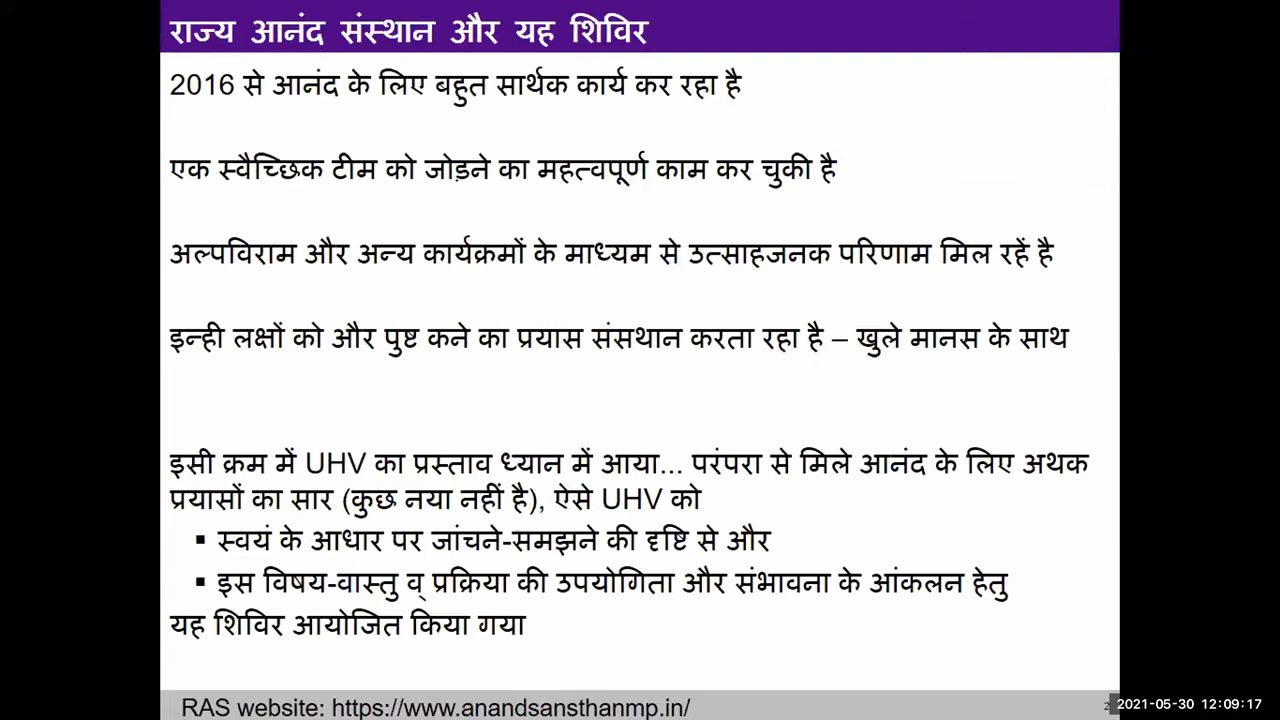 राज्य आनंद संस्थान और यह शिविर
2016 से आनंद के लिए बहुत सार्थक कार्य कर रहा है
एक स्वैच्छिक टीम को जोड़ने का महत्वपूर्ण काम कर चुकी है
अल्पविराम और अन्य कार्यक्रमों के माध्यम से उत्साहजनक परिणाम मिल रहें है
इन्ही लक्षों को और पुष्ट कने का प्रयास संसथान करता रहा है – खुले मानस के साथ
इसी क्रम में UHV का प्रस्ताव ध्यान में आया... परंपरा से मिले आनंद के लिए अथक
प्रयासों का सार (कुछ नया नहीं है), ऐसे UHV को
▪ स्वयं के आधार पर जांचने-समझने की दृष्टि से और
▪ इस विषय-वास्तु व् प्रक्रिया की उपयोगिता और संभावना के आंकलन हेतु
यह शिविर आयोजित किया गया
RAS website: https://www.anandsansthanmp.in/
2
2021-05-30 12:09:17